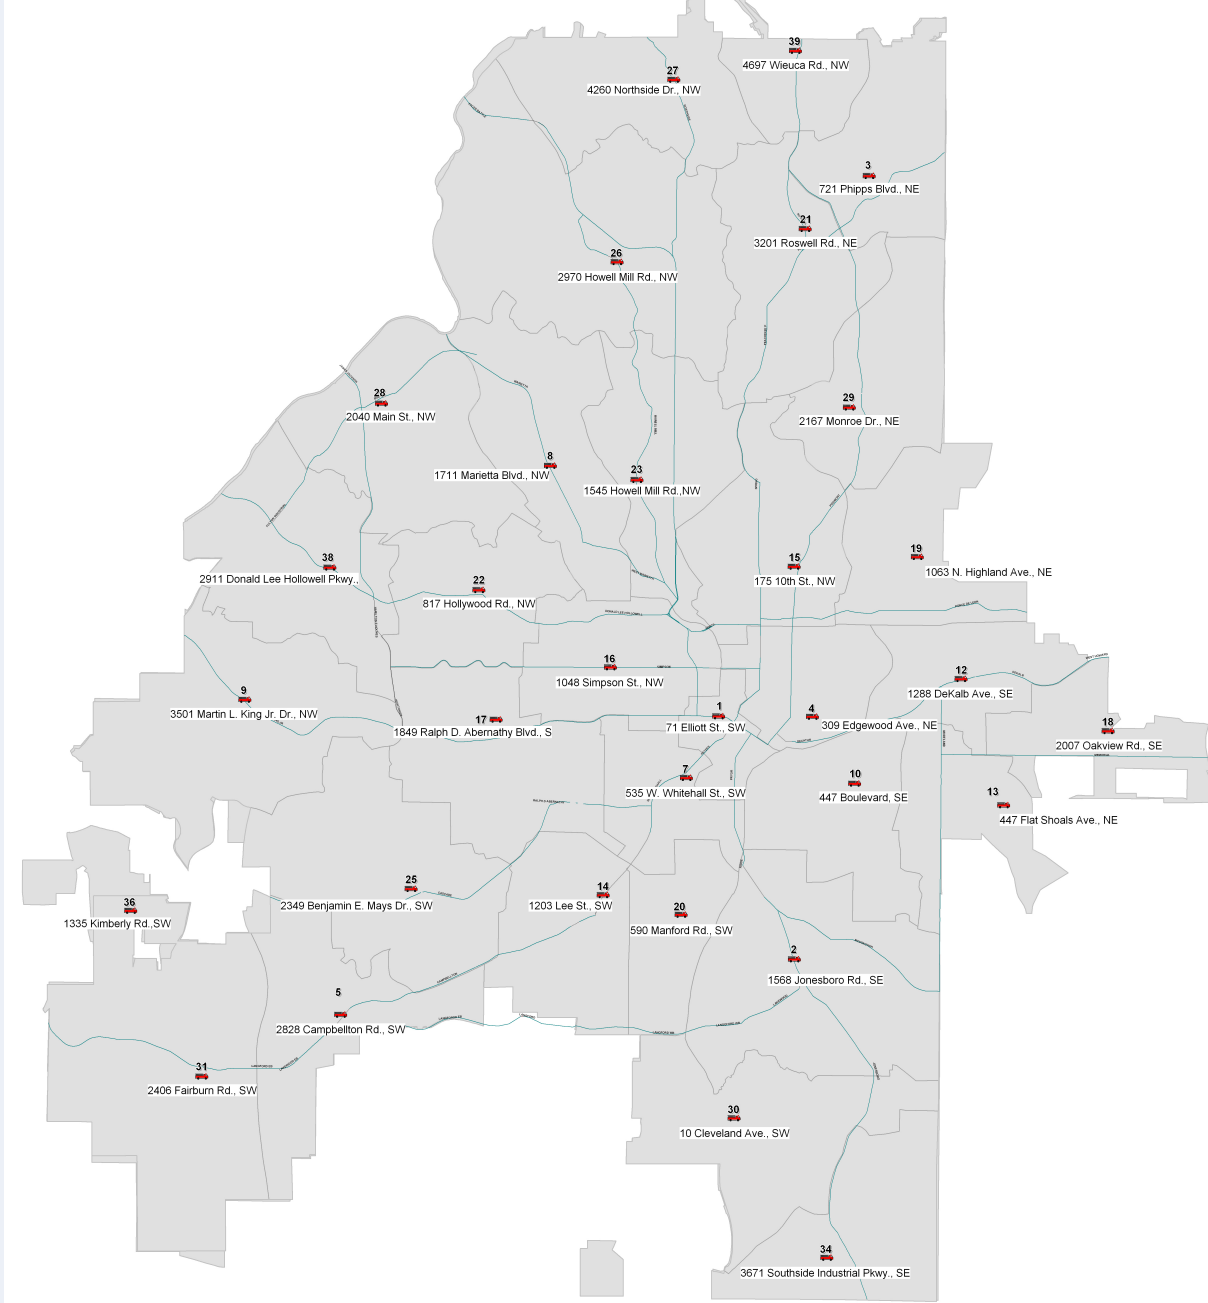 39
4697 Wieuca Rd., NW
27
4260 Northside Dr., NW
3
721 Phipps Blvd., NE
21
3201 Roswell Rd., NE
26
2970 Howell Mill Rd., NW
28
2040 Main St., NW
29
2167 Monroe Dr., NE
8
1711 Marietta Blvd., NW
23
1545 Howell Mill Rd.,NW
19
1063 N. Highland Ave., NE
38
2911 Donald Lee Hollowell Pkwy..
15
175 10th St., NW
22
817 Hollywood Rd., NW
16
1048 Simpson St., NW
12
1288 DeKalb Ave., SE
9
3501 Martin L. King Jr. Dr., NW
17
1849 Ralph D. Abernathy Blvd., S
1
71 Elliott St., SW
4
309 Edgewood Ave., NE
18
2007 Oakview Rd., SE
7
535 W. Whitehall St., SW
10
447 Boulevard, SE
13
447 Flat Shoals Ave., NE
25
2349 Benjamin E. Mays Dr., SW
14
1203 Lee St., SW
36
1335 Kimberly Rd.,SW
20
590 Manford Rd., SW
2
1568 Jonesboro Rd., SE
5
2828 Campbellton Rd., SW
31
2406 Fairburn Rd., SW
30
10 Cleveland Ave., SW
34
3671 Southside Industrial Pkwy., SE